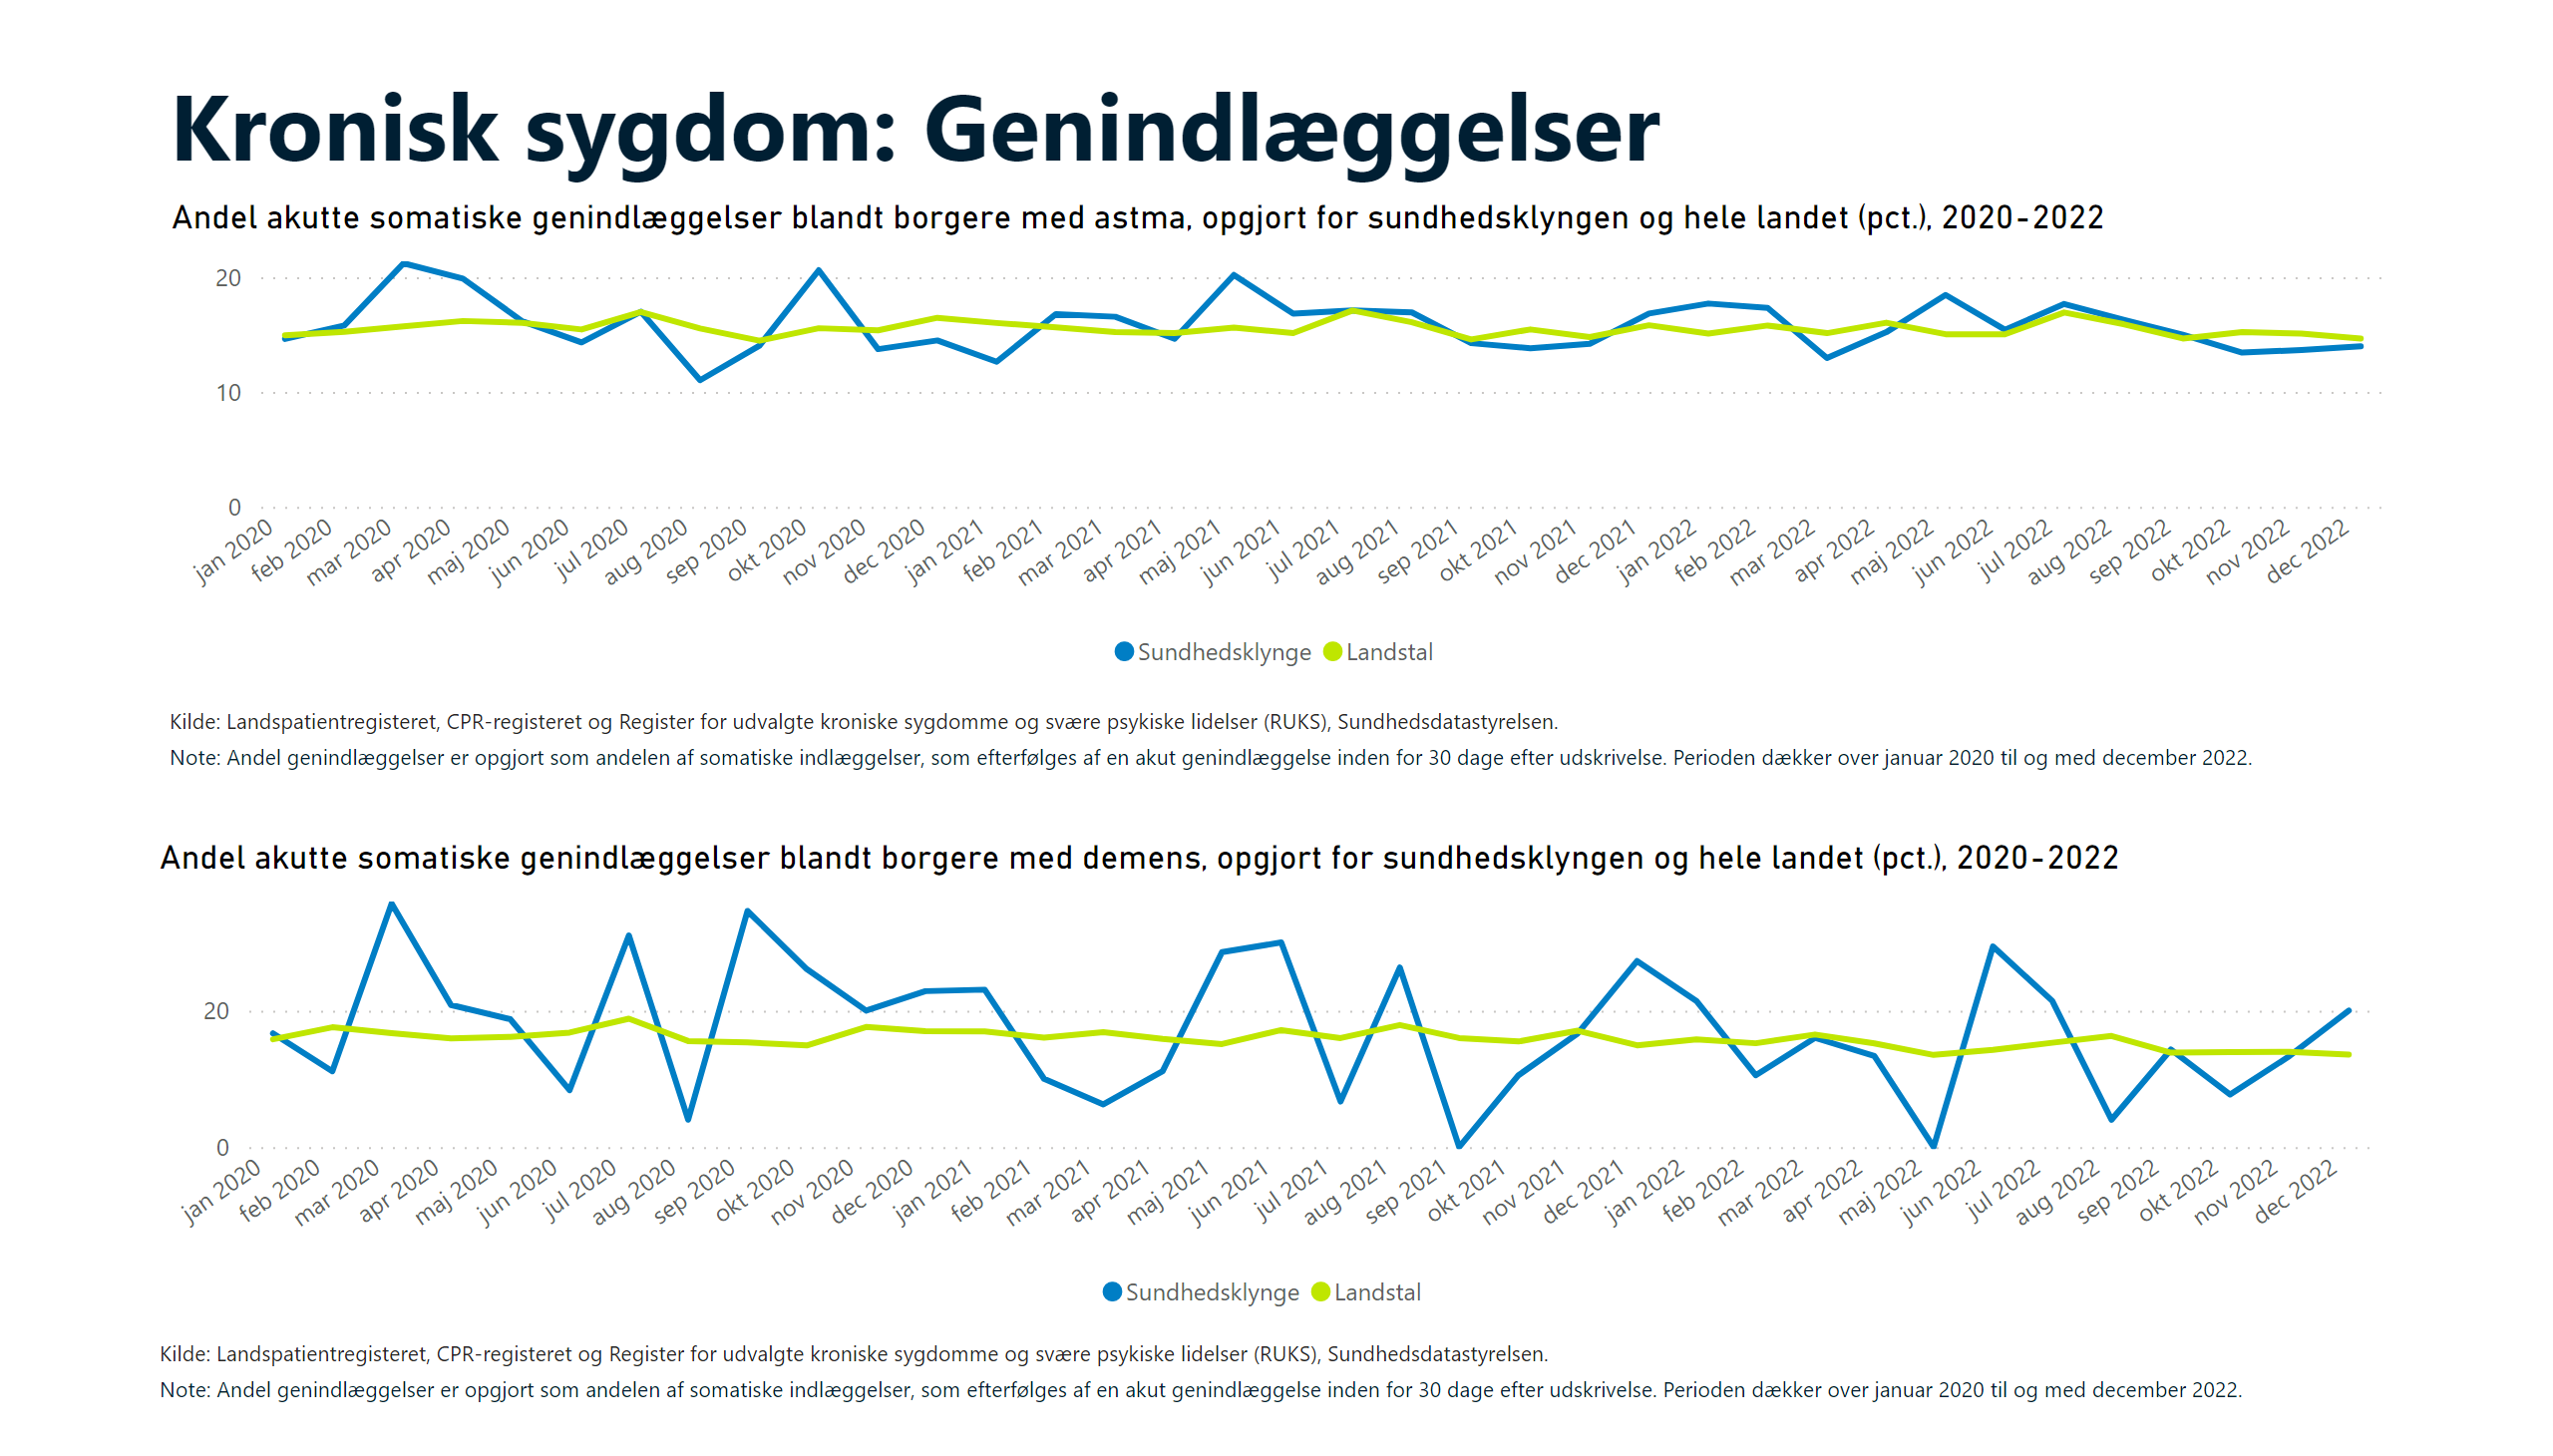 Kronisk sygdom: Genindlæggelser
Andel akutte somatiske genindlæggelser blandt borgere med astma, opgjort for sundhedsklyngen og hele landet (pct.), 2020-2022
20
10
0
jan 2020 feb 2020 mar 2020 apr 2020 maj 2020 jun 2020 jul 2020 aug 2020 sep 2020 okt 2020 nov 2020 dec 2020 jan 2021 feb 2021 mar 2021 apr 2021 maj 2021 jun 2021 jul 2021 aug 2021 sep 2021 okt 2021 nov 2021 dec 2021 jan 2022 feb 2022 mar 2022 apr 2022 maj 2022 jun 2022 jul 2022 aug 2022 sep 2022 okt 2022 nov 2022 dec 2022
Sundhedsklynge Landstal
Kilde: Landspatientregisteret, CPR-registeret og Register for udvalgte kroniske sygdomme og svære psykiske lidelser (RUKS), Sundhedsdatastyrelsen.
Note: Andel genindlæggelser er opgjort som andelen af somatiske indlæggelser, som efterfølges af en akut genindlæggelse inden for 30 dage efter udskrivelse. Perioden dækker over januar 2020 til og med december 2022.
Andel akutte somatiske genindlæggelser blandt borgere med demens, opgjort for sundhedsklyngen og hele landet (pct.), 2020-2022
20
0
jan 2020 feb 2020 mar 2020 apr 2020 maj 2020 jun 2020 jul 2020 aug 2020 sep 2020 okt 2020 nov 2020 dec 2020 jan 2021 feb 2021 mar 2021 apr 2021 maj 2021 jun 2021 jul 2021 aug 2021 sep 2021 okt 2021 nov 2021 dec 2021 jan 2022 feb 2022 mar 2022 apr 2022 maj 2022 jun 2022 jul 2022 aug 2022 sep 2022 okt 2022 nov 2022 dec 2022
Sundhedsklynge Landstal
Kilde: Landspatientregisteret, CPR-registeret og Register for udvalgte kroniske sygdomme og svære psykiske lidelser (RUKS), Sundhedsdatastyrelsen.
Note: Andel genindlæggelser er opgjort som andelen af somatiske indlæggelser, som efterfølges af en akut genindlæggelse inden for 30 dage efter udskrivelse. Perioden dækker over januar 2020 til og med december 2022.